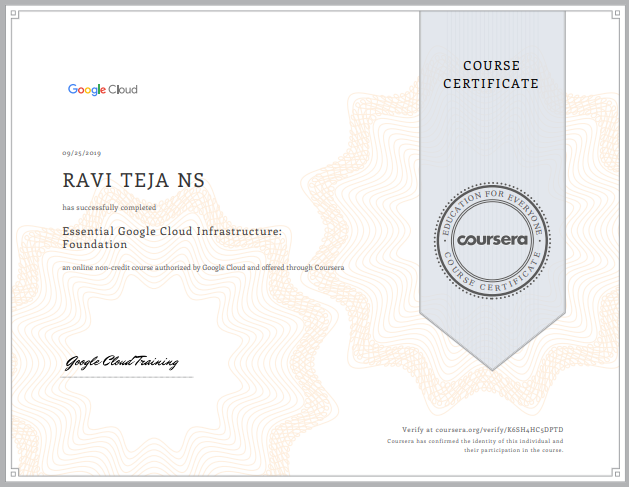 COURSE
CERTIFICATE
Google Cloud
09/25/2019
RAVI TEJA NS
has successfully completed
Essential Google Cloud Infrastructure:
Foundation
an online non-credit course authorized by Google Cloud and offered through Coursera
EDUCATION FOR EVERYONE
coursera
COURSE CERTIFICATE
Google Cloud Training
Verify at coursera.org/verify/K6SH4HC5DPTD
Coursera has confirmed the identity of this individual and
their participation in the course.